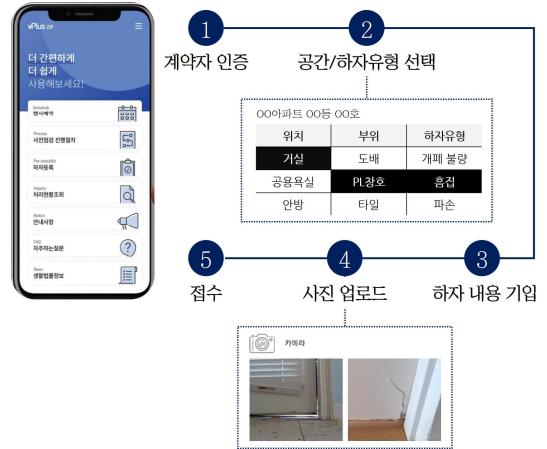 vPlus
더 간편하게
더 쉽게
사용해보세요!
Schedule
행사예약
Process
사전점검 진행절차
Pre-checklist
하자등록
Inquiry
처리현황조회
Notice
안내사항
FAQ
자주하는질문
생활법률정보
1
계약자 인증
2
공간/하자유형 선택
OO아파트 OO동 OO호
위치 부위 하자유형
거실 도배 개폐 불량
공용욕실 PL창호 흠집
안방 타일 파손
5 4 3
접수 사진 업로드 하자 내용 기입
카메라